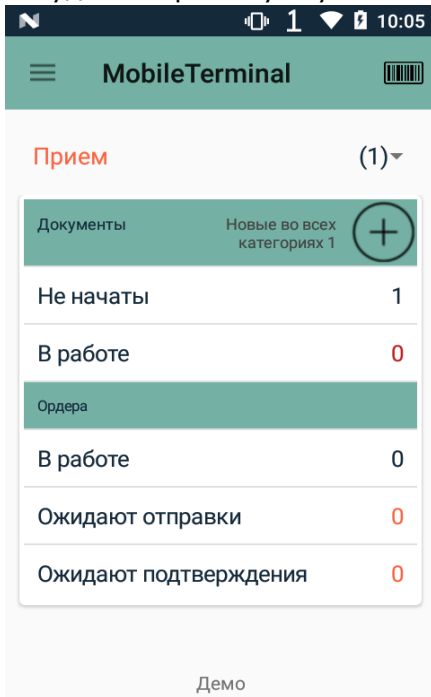 1 10:05
MobileTerminal
Прием (1)
Документы Новые во всех
категориях 1
Не начаты 1
В работе 0
Ордера
В работе 0
Ожидают отправки 0
Ожидают подтверждения 0
Демо